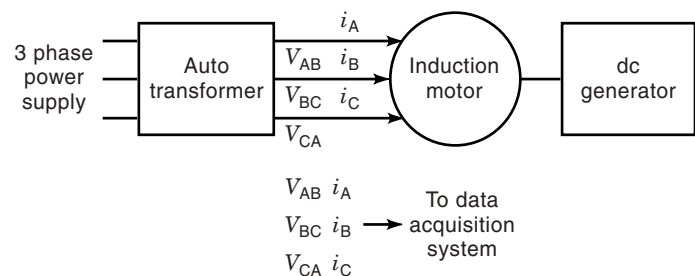 3 phase
power
supply
Auto
transformer
i_A
V_AB i_B
V_BC i_C
V_CA
Induction
motor
dc
generator
V_AB i_A
V_BC i_B
V_CA i_C
To data
acquisition
system